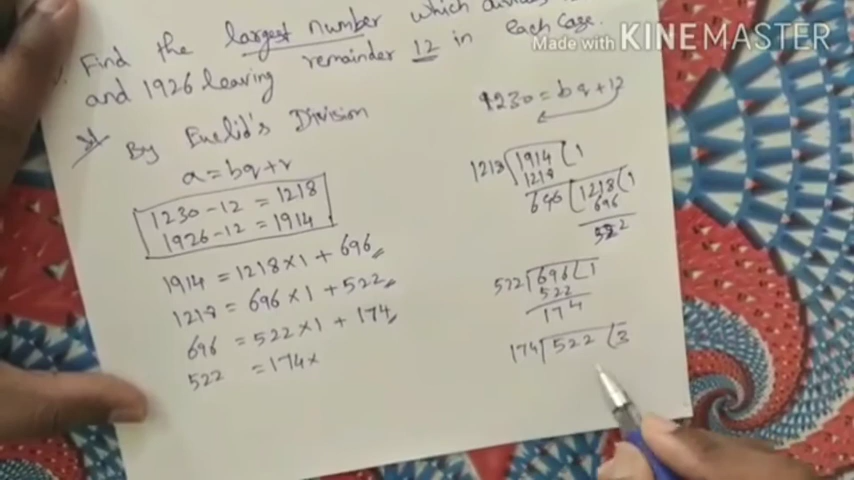 Find the largest number which divides
and 1926 leaving remainder 12 in each case.
Made with KINEMASTER
By Euclid's Division
a = bq + r
1230 - 12 = 1218
1926 - 12 = 1914
1914 = 1218 × 1 + 696
1218 = 696 × 1 + 522
696 = 522 × 1 + 174
522 = 174 ×
1230 = bq + 12
1218 ) 1914 ( 1
1218
696 ( 1218 ( 1
696
522
522 ) 696 ( 1
522
174
174 ) 522 ( 3